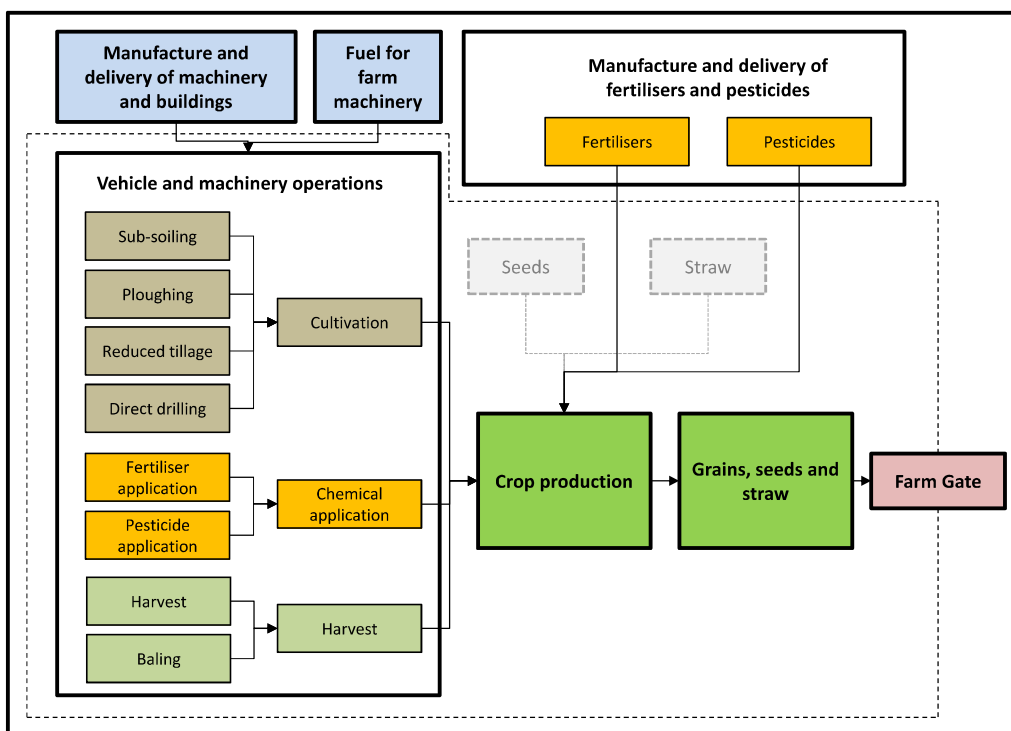 Manufacture and
delivery of machinery
and buildings
Fuel for
farm
machinery
Manufacture and delivery of
fertilisers and pesticides
Fertilisers
Pesticides
Vehicle and machinery operations
Sub-soiling
Ploughing
Reduced tillage
Direct drilling
Cultivation
Seeds
Straw
Fertiliser
application
Pesticide
application
Chemical
application
Harvest
Baling
Harvest
Crop production
Grains, seeds and
straw
Farm Gate